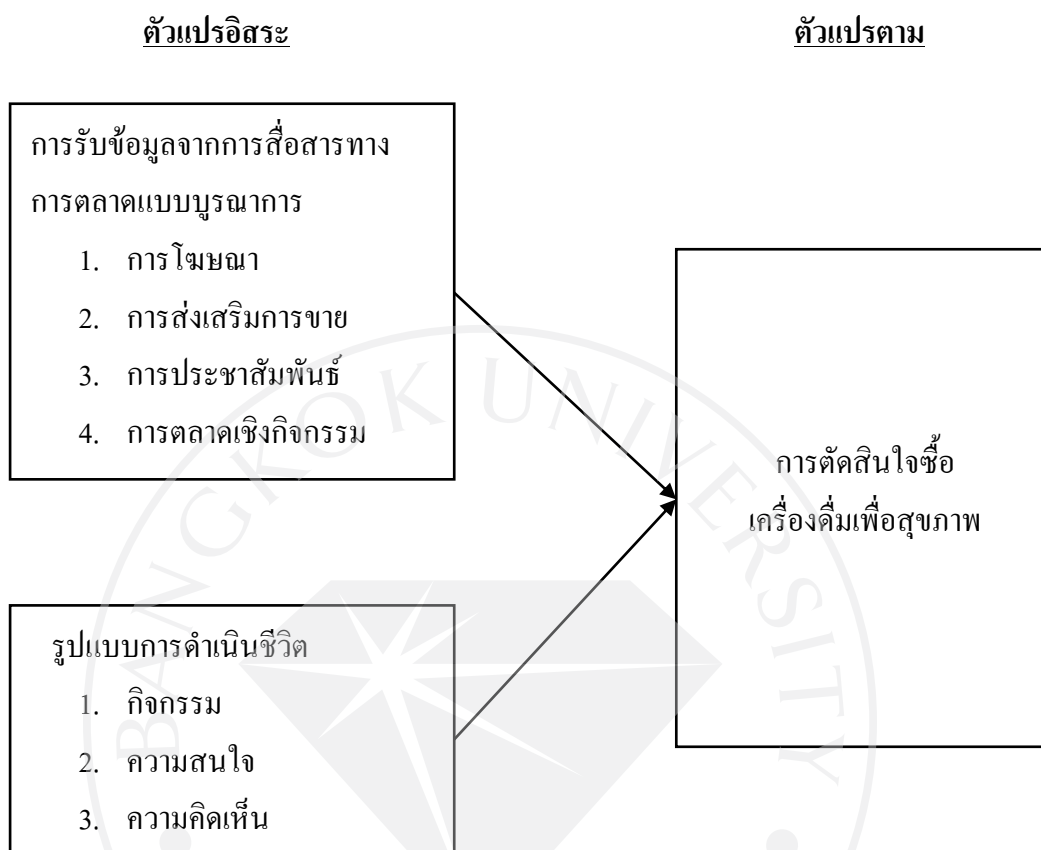 ตัวแปรอิสระ
ตัวแปรตาม
การรับข้อมูลจากการสื่อสารทาง
การตลาดแบบบูรณาการ
1. การโฆษณา
2. การส่งเสริมการขาย
3. การประชาสัมพันธ์
4. การตลาดเชิงกิจกรรม
การตัดสินใจซื้อ
เครื่องดื่มเพื่อสุขภาพ
รูปแบบการดำเนินชีวิต
1. กิจกรรม
2. ความสนใจ
3. ความคิดเห็น
BANGKOK UNIVERSITY